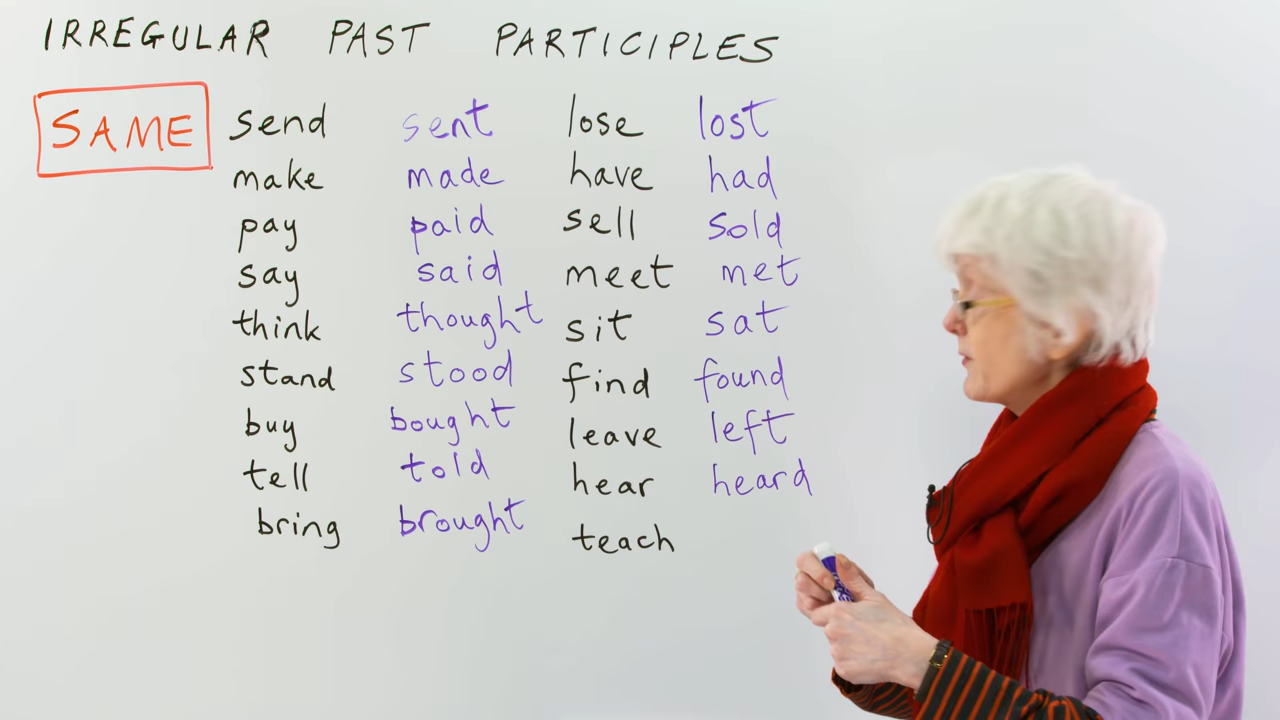 IRREGULAR PAST PARTICIPLES
SAME
send sent lose lost
make made have had
pay paid sell sold
say said meet met
think thought sit sat
stand stood find found
buy bought leave left
tell told hear heard
bring brought teach